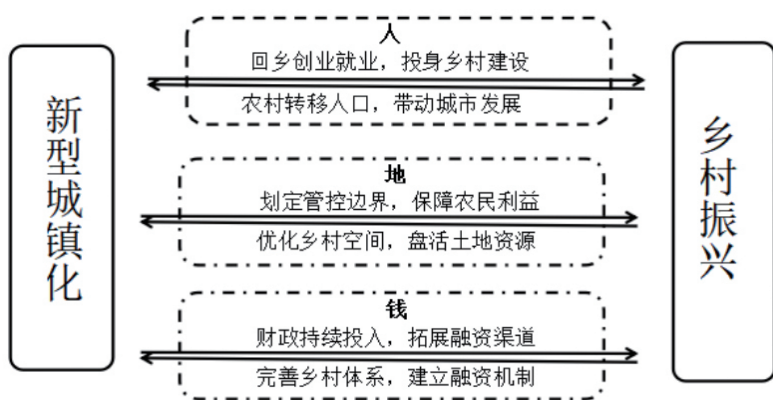 新型城镇化
人
回乡创业就业，投身乡村建设
农村转移人口，带动城市发展
地
划定管控边界，保障农民利益
优化乡村空间，盘活土地资源
钱
财政持续投入，拓展融资渠道
完善乡村体系，建立融资机制
乡村振兴